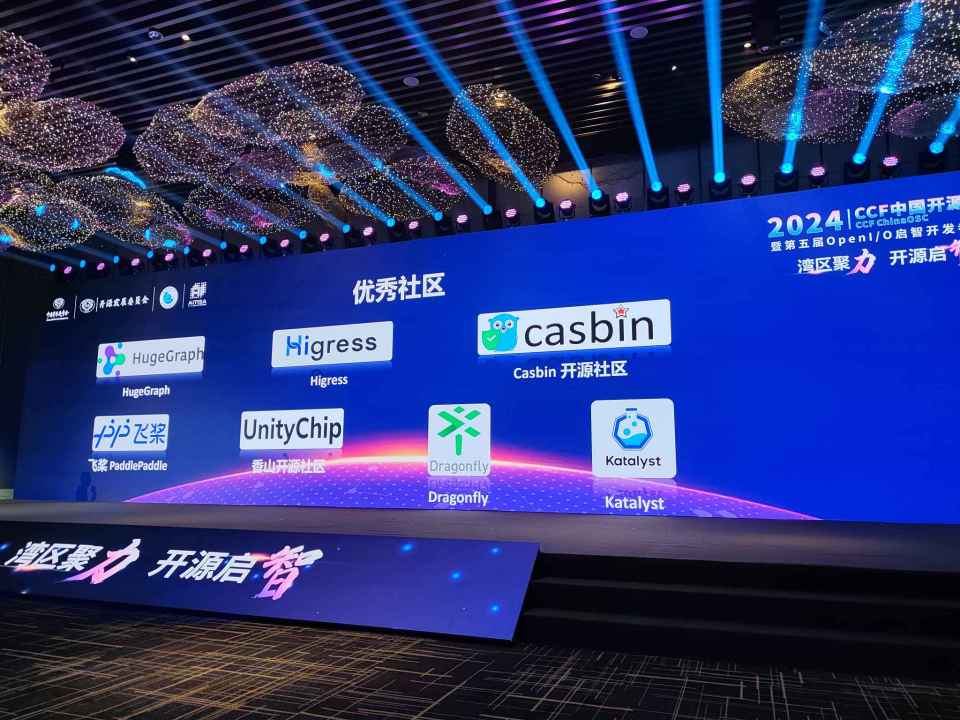 2024 CCF中国开源
CCF ChinaOSC
暨第五届OpenI/O启智开发者
湾区聚力 开源启智
开源发展委员会
AITISA
优秀社区
HugeGraph
Higress
casbin
HugeGraph
Higress
Casbin 开源社区
飞桨
UnityChip
Dragonfly
Katalyst
飞桨 PaddlePaddle
香山开源社区
Dragonfly
Katalyst
湾区聚力 开源启智